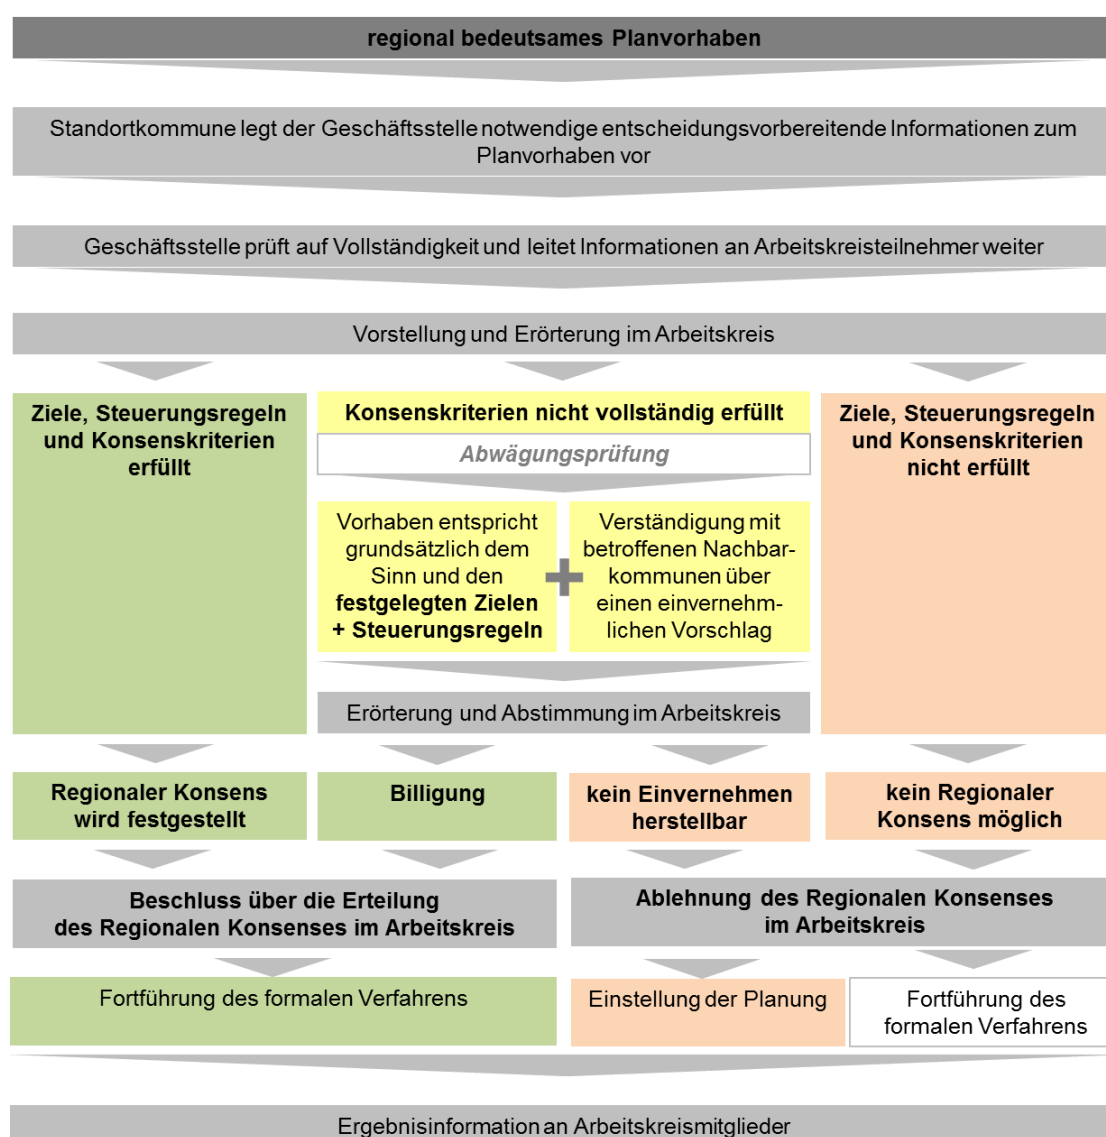 regional bedeutsames Planvorhaben
Standortkommune legt der Geschäftsstelle notwendige entscheidungsvorbereitende Informationen zum
Planvorhaben vor
Geschäftsstelle prüft auf Vollständigkeit und leitet Informationen an Arbeitskreisteilnehmer weiter
Vorstellung und Erörterung im Arbeitskreis
Ziele, Steuerungsregeln
und Konsenskriterien
erfüllt
Konsenskriterien nicht vollständig erfüllt
Abwägungsprüfung
Vorhaben entspricht
grundsätzlich dem
Sinn und den
festgelegten Zielen
+ Steuerungsregeln
Verständigung mit
betroffenen Nachbar-
kommunen über
einen einvernehm-
lichen Vorschlag
Ziele, Steuerungsregeln
und Konsenskriterien
nicht erfüllt
Erörterung und Abstimmung im Arbeitskreis
Regionaler Konsens
wird festgestellt
Billigung
kein Einvernehmen
herstellbar
kein Regionaler
Konsens möglich
Beschluss über die Erteilung
des Regionalen Konsenses im Arbeitskreis
Ablehnung des Regionalen Konsenses
im Arbeitskreis
Fortführung des formalen Verfahrens
Einstellung der Planung
Fortführung des
formalen Verfahrens
Ergebnisinformation an Arbeitskreismitglieder